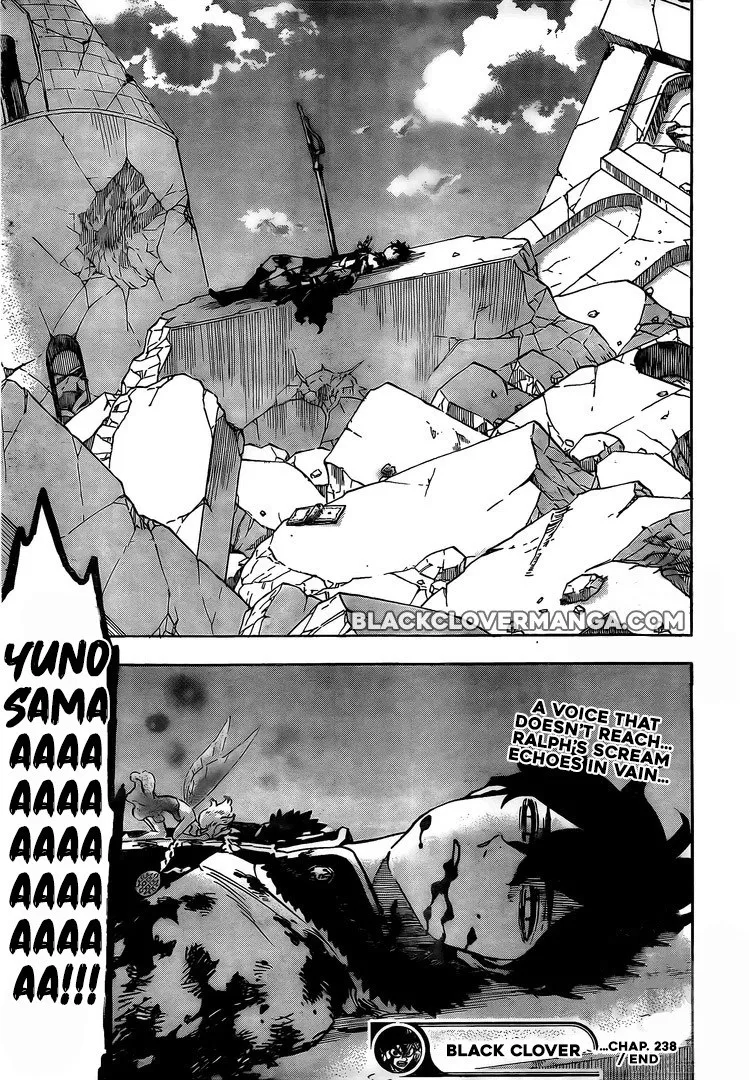 BLACKCLOVERMANGA.COM
A VOICE THAT
DOESN'T REACH...
RALPH'S SCREAM
ECHOES IN VAIN...
YUNO
SAMA
AAAA
AAAA
AAAA
AAAA
AAAA
AA!!!
BLACK CLOVER
...CHAP. 238
/ END